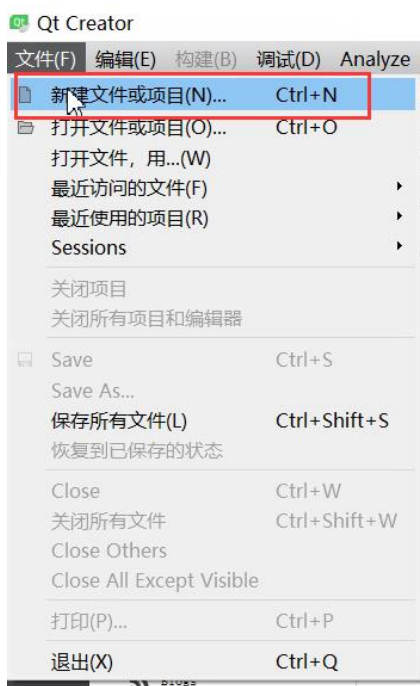 Qt Creator
文件(F) 编辑(E) 构建(B) 调试(D) Analyze
新建文件或项目(N)... Ctrl+N
打开文件或项目(O)... Ctrl+O
打开文件，用...(W)
最近访问的文件(F)
最近使用的项目(R)
Sessions
关闭项目
关闭所有项目和编辑器
Save Ctrl+S
Save As...
保存所有文件(L) Ctrl+Shift+S
恢复到已保存的状态
Close Ctrl+W
关闭所有文件 Ctrl+Shift+W
Close Others
Close All Except Visible
打印(P)... Ctrl+P
退出(X) Ctrl+Q